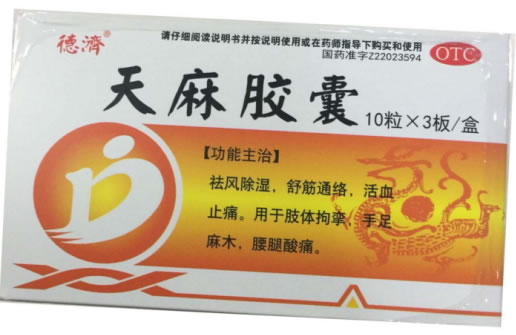 德濟®
请仔细阅读说明书并按说明使用或在药师指导下购买和使用
国药准字Z22023594
OTC
天麻胶囊
10粒×3板/盒
【功能主治】
祛风除湿，舒筋通络，活血
止痛。用于肢体拘挛，手足
麻木，腰腿酸痛。